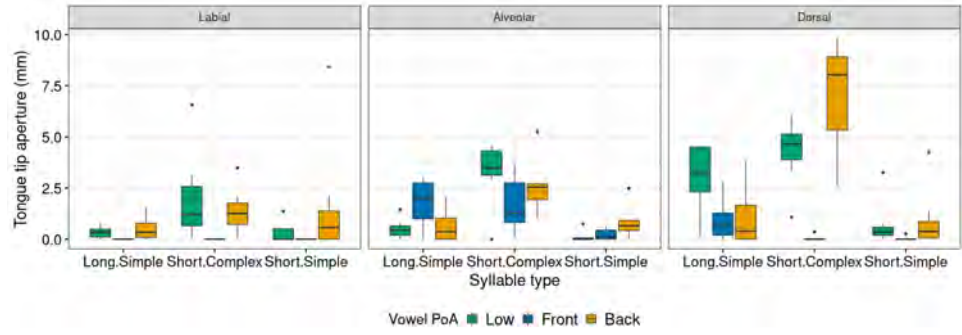 Labial Alveolar Dorsal
Tongue tip aperture (mm)
10.0
7.5
5.0
2.5
0.0
Long.Simple Short.Complex Short.Simple Long.Simple Short.Complex Short.Simple Long.Simple Short.Complex Short.Simple
Syllable type
Vowel PoA Low Front Back